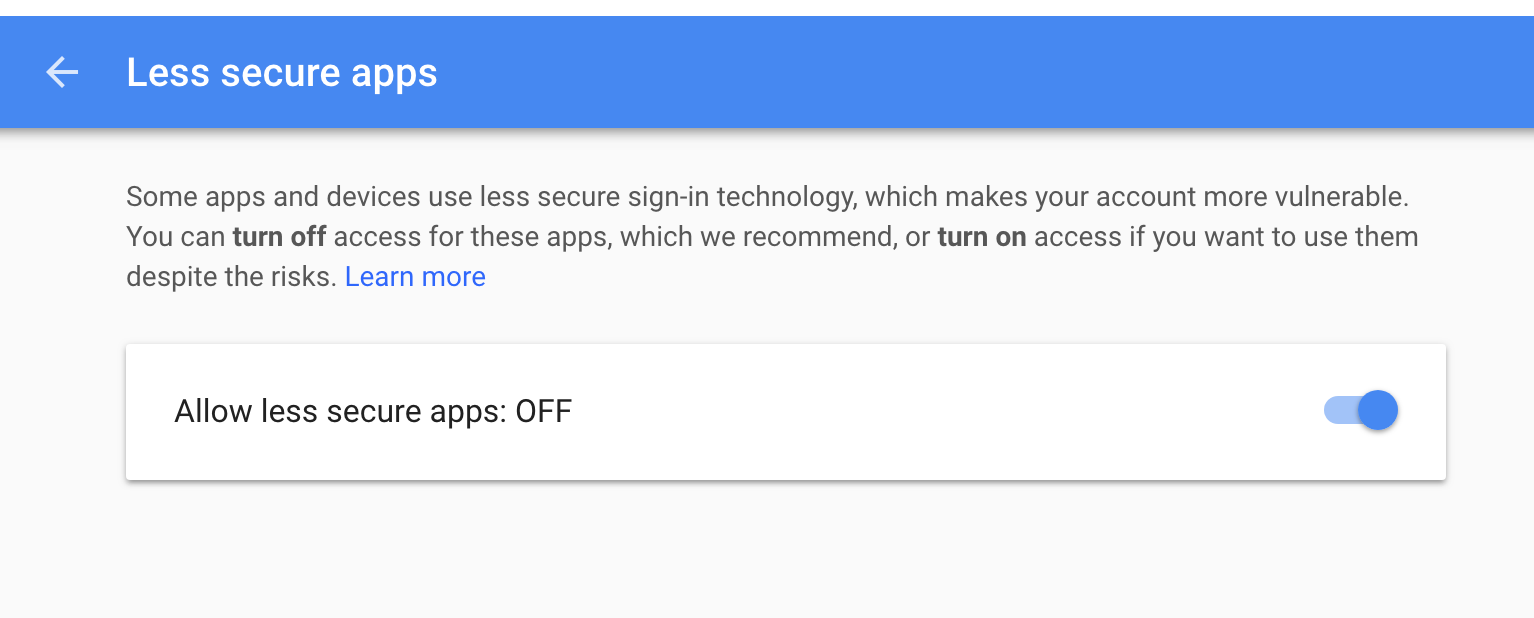 Less secure apps
Some apps and devices use less secure sign-in technology, which makes your account more vulnerable.
You can turn off access for these apps, which we recommend, or turn on access if you want to use them
despite the risks. Learn more
Allow less secure apps: OFF